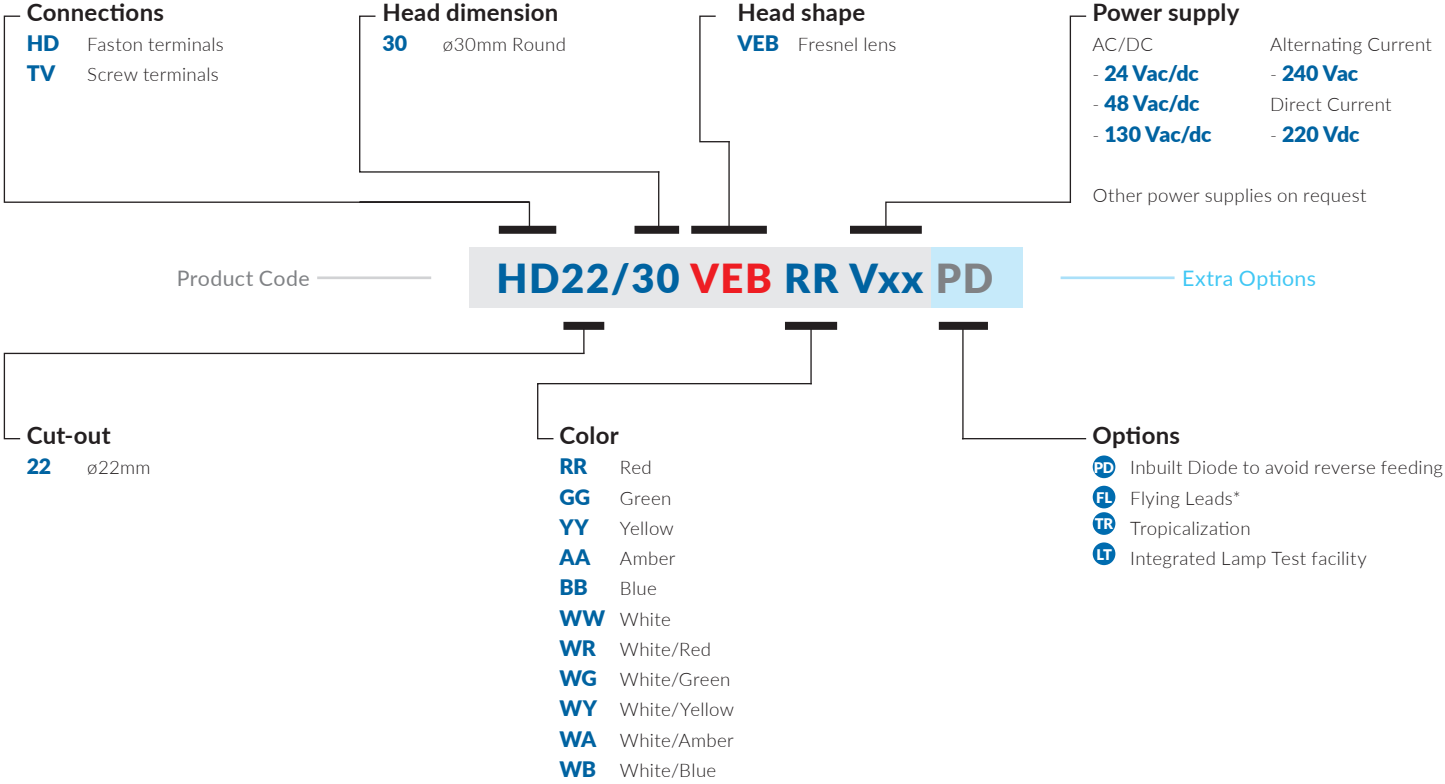 Connections
HD Faston terminals
TV Screw terminals
Head dimension
30 ø30mm Round
Head shape
VEB Fresnel lens
Power supply
AC/DC
- 24 Vac/dc
- 48 Vac/dc
- 130 Vac/dc
Alternating Current
- 240 Vac
Direct Current
- 220 Vdc
Other power supplies on request
Product Code
HD22/30 VEB RR Vxx PD
Extra Options
Cut-out
22 ø22mm
Color
RR Red
GG Green
YY Yellow
AA Amber
BB Blue
WW White
WR White/Red
WG White/Green
WY White/Yellow
WA White/Amber
WB White/Blue
Options
PD Inbuilt Diode to avoid reverse feeding
FL Flying Leads*
TR Tropicalization
LT Integrated Lamp Test facility